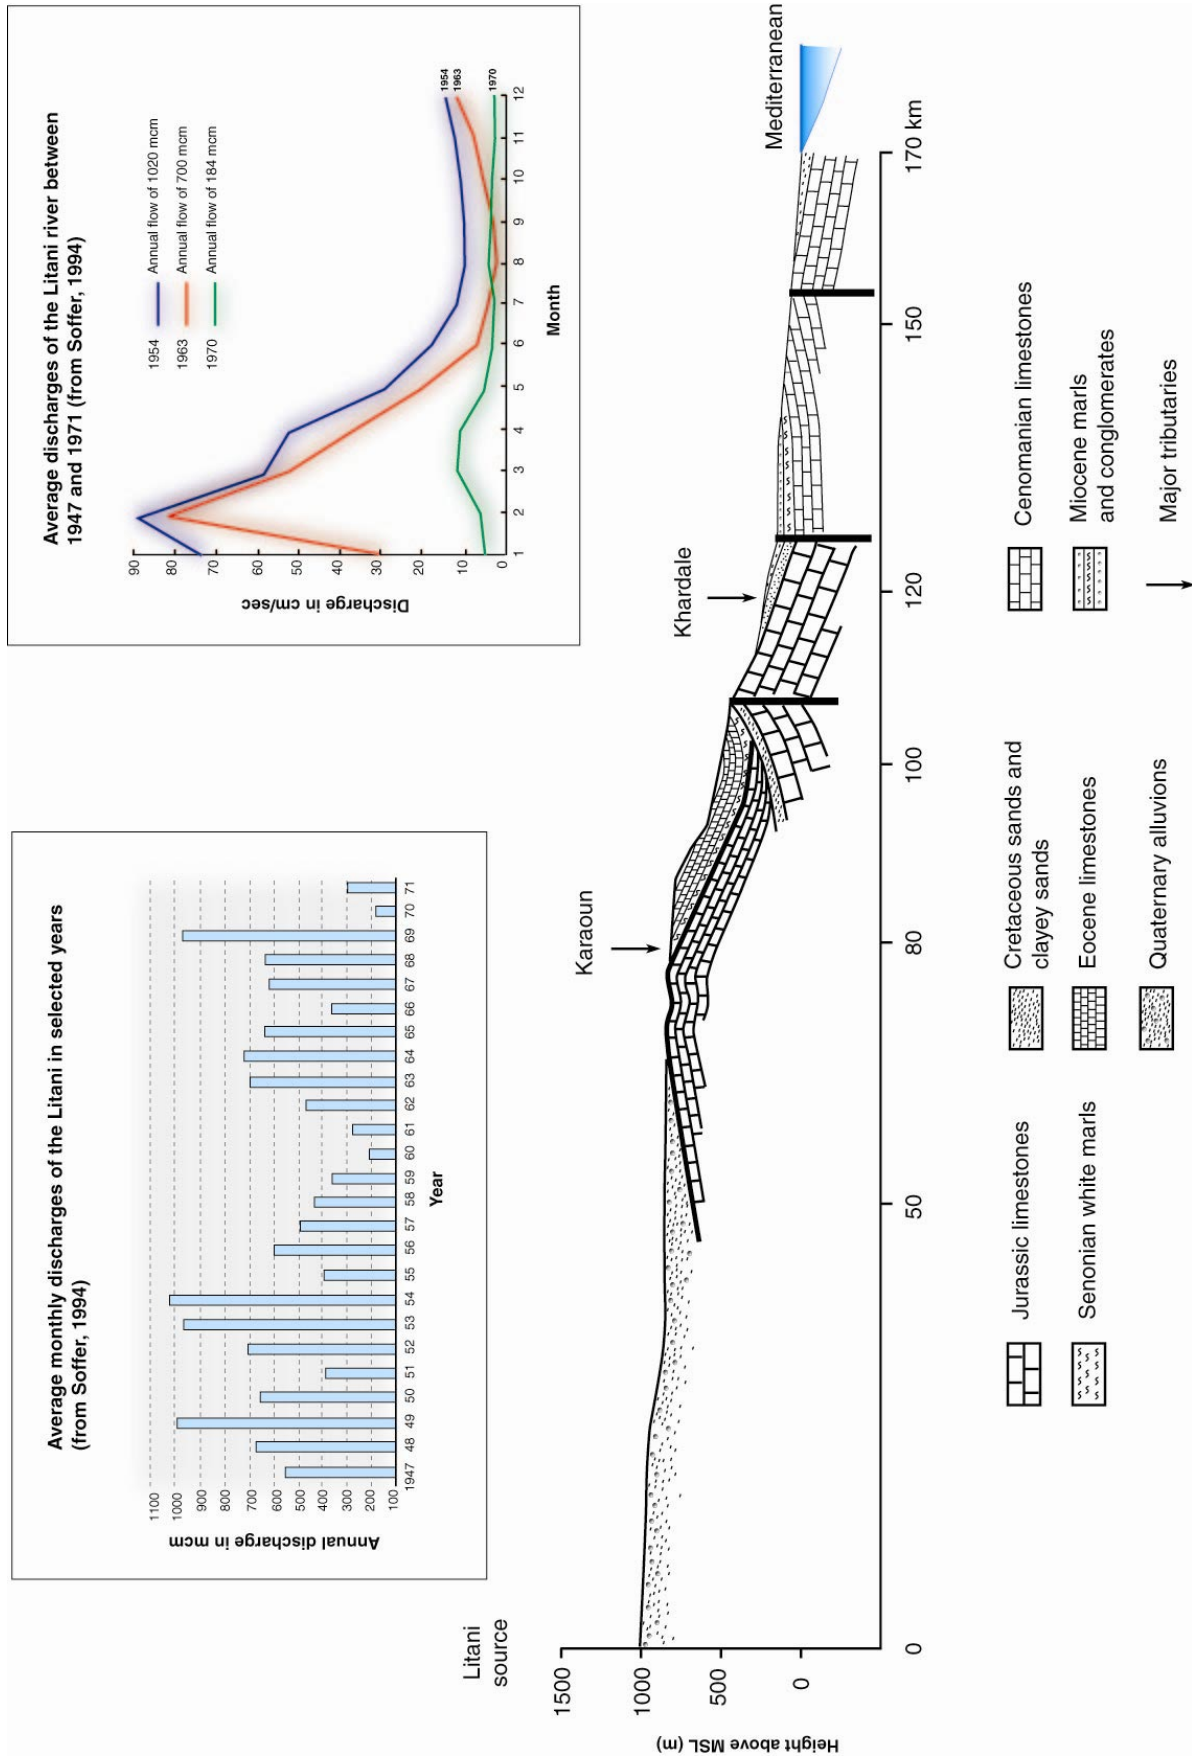 Average monthly discharges of the Litani in selected years
(from Soffer, 1994)
Annual discharge in mcm
1100
1000
900
800
700
600
500
400
300
200
100
1947 48 49 50 51 52 53 54 55 56 57 58 59 60 61 62 63 64 65 66 67 68 69 70 71
Year
Average discharges of the Litani river between
1947 and 1971 (from Soffer, 1994)
1954 Annual flow of 1020 mcm
1963 Annual flow of 700 mcm
1970 Annual flow of 184 mcm
Discharge in cm/sec
90
80
70
60
50
40
30
20
10
0
1954
1963
1970
1 2 3 4 5 6 7 8 9 10 11 12
Month
Litani
source
Karaoun
Khardale
Mediterranean
Height above MSL (m)
1500
1000
500
0
0 50 80 100 120 150 170 km
Jurassic limestones
Senonian white marls
Cretaceous sands and
clayey sands
Eocene limestones
Quaternary alluvions
Cenomanian limestones
Miocene marls
and conglomerates
Major tributaries